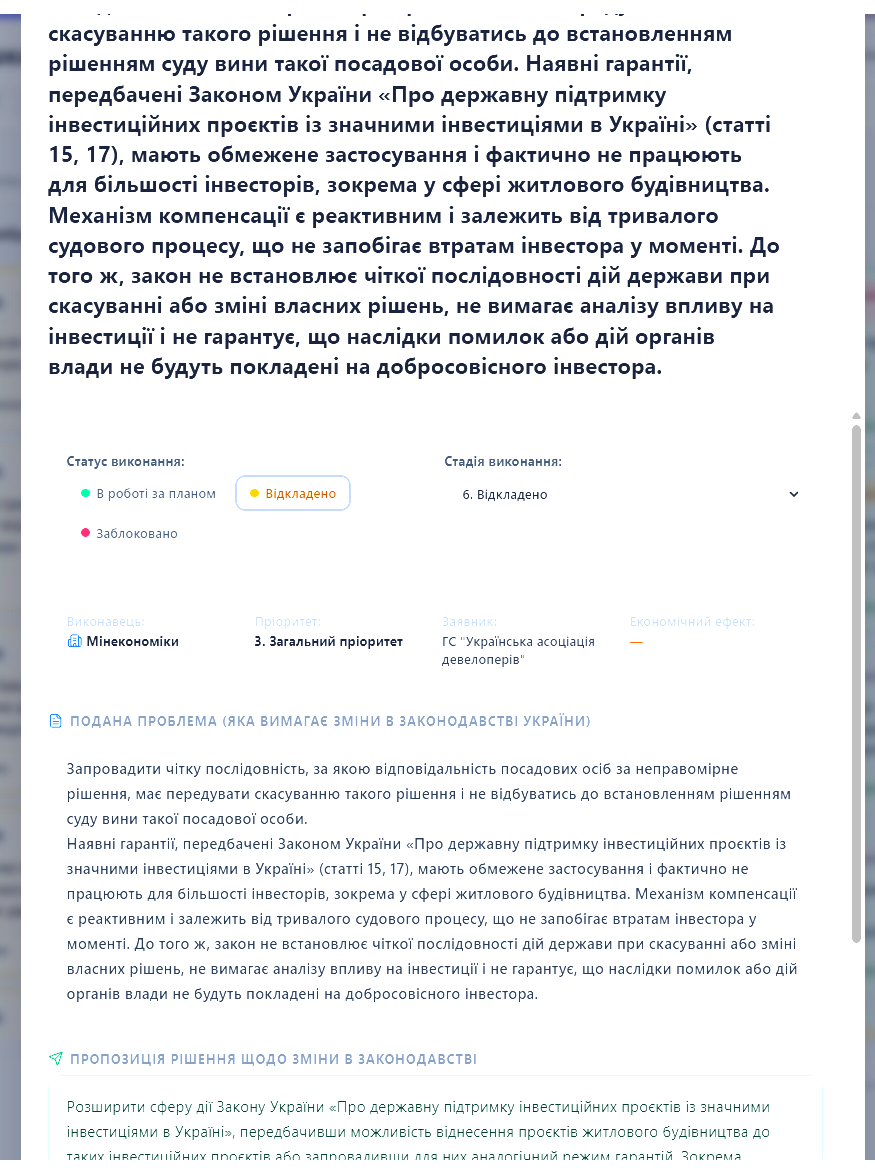 скасуванню такого рішення і не відбуватись до встановленням
рішенням суду вини такої посадової особи. Наявні гарантії,
передбачені Законом України «Про державну підтримку
інвестиційних проєктів із значними інвестиціями в Україні» (статті
15, 17), мають обмежене застосування і фактично не працюють
для більшості інвесторів, зокрема у сфері житлового будівництва.
Механізм компенсації є реактивним і залежить від тривалого
судового процесу, що не запобігає втратам інвестора у моменті. До
того ж, закон не встановлює чіткої послідовності дій держави при
скасуванні або зміні власних рішень, не вимагає аналізу впливу на
інвестиції і не гарантує, що наслідки помилок або дій органів
влади не будуть покладені на добросовісного інвестора.
Статус виконання:
В роботі за планом
Відкладено
Заблоковано
Стадія виконання:
6. Відкладено
Виконавець:
Мінекономіки
Пріоритет:
3. Загальний пріоритет
Заявник:
ГС "Українська асоціація
девелоперів"
Економічний ефект:
—
ПОДАНА ПРОБЛЕМА (ЯКА ВИМАГАЄ ЗМІНИ В ЗАКОНОДАВСТВІ УКРАЇНИ)
Запровадити чітку послідовність, за якою відповідальність посадових осіб за неправомірне
рішення, має передувати скасуванню такого рішення і не відбуватись до встановленням рішенням
суду вини такої посадової особи.
Наявні гарантії, передбачені Законом України «Про державну підтримку інвестиційних проєктів із
значними інвестиціями в Україні» (статті 15, 17), мають обмежене застосування і фактично не
працюють для більшості інвесторів, зокрема у сфері житлового будівництва. Механізм компенсації
є реактивним і залежить від тривалого судового процесу, що не запобігає втратам інвестора у
моменті. До того ж, закон не встановлює чіткої послідовності дій держави при скасуванні або зміні
власних рішень, не вимагає аналізу впливу на інвестиції і не гарантує, що наслідки помилок або дій
органів влади не будуть покладені на добросовісного інвестора.
ПРОПОЗИЦІЯ РІШЕННЯ ЩОДО ЗМІНИ В ЗАКОНОДАВСТВІ
Розширити сферу дії Закону України «Про державну підтримку інвестиційних проєктів із значними
інвестиціями в Україні», передбачивши можливість віднесення проєктів житлового будівництва до
таких інвестиційних проєктів або запровадивши для них аналогічний режим гарантій. Зокрема